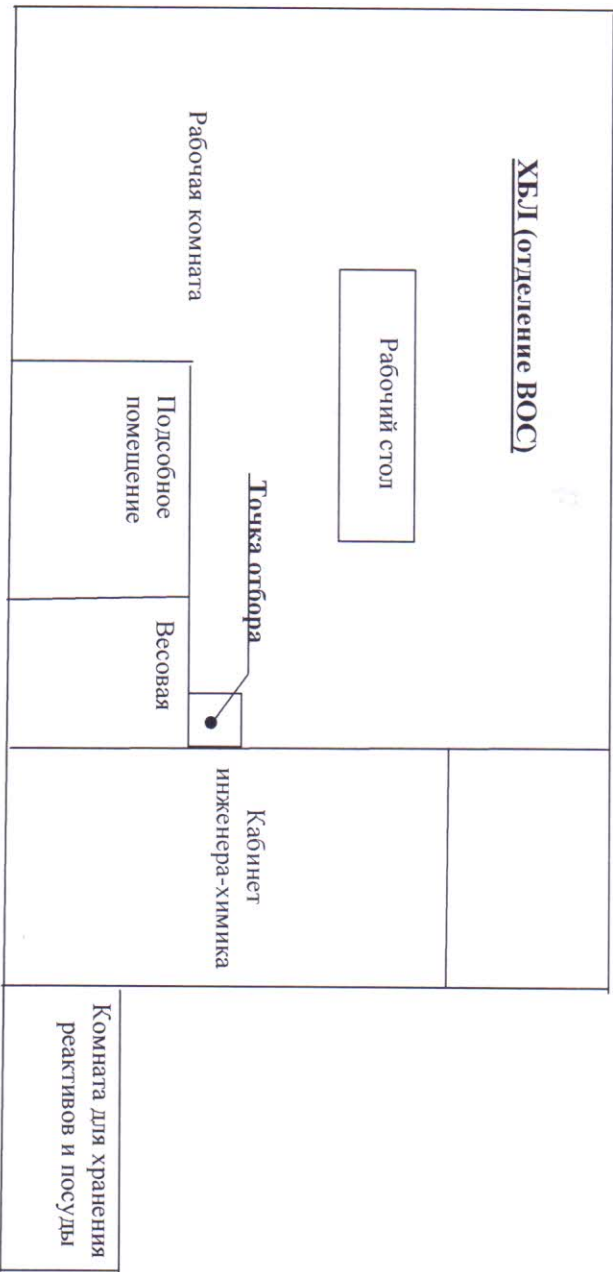 ХБЛ (отделение ВОС)
Рабочий стол
Точка отбора
Рабочая комната
Подсобное
помещение
Весовая
Кабинет
инженера-химика
Комната для хранения
реактивов и посуды